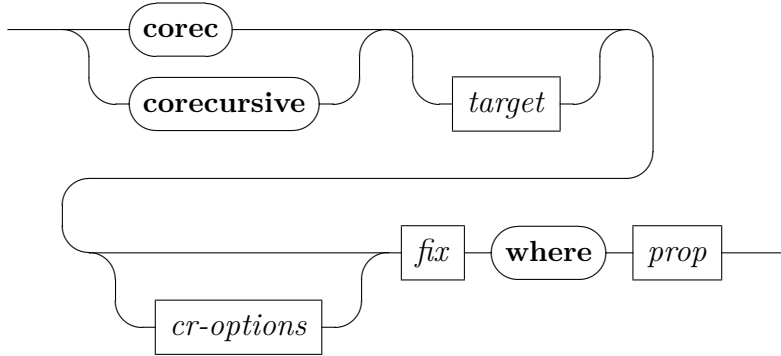 corec
corecursive
target
fix where prop
cr-options